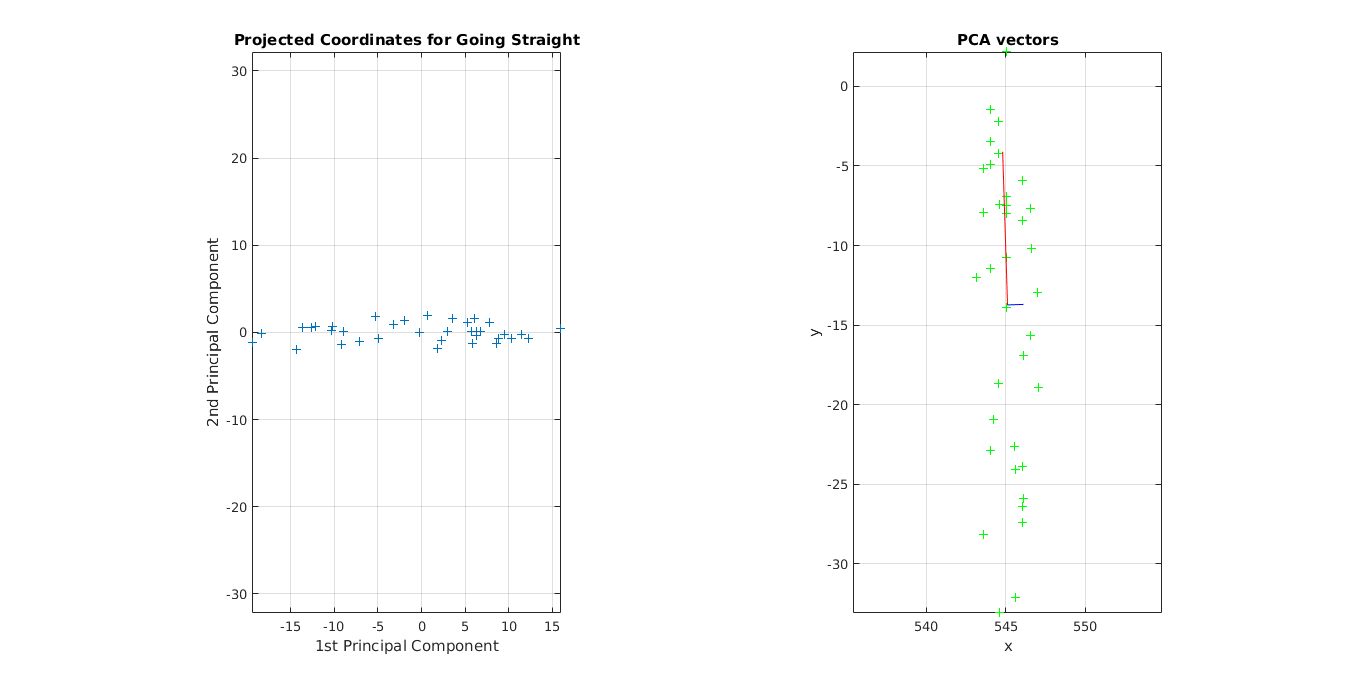 Projected Coordinates for Going Straight
30
20
10
0
-10
-20
-30
2nd Principal Component
-15 -10 -5 0 5 10 15
1st Principal Component
PCA vectors
0
-5
-10
-15
-20
-25
-30
y
540 545 550
x